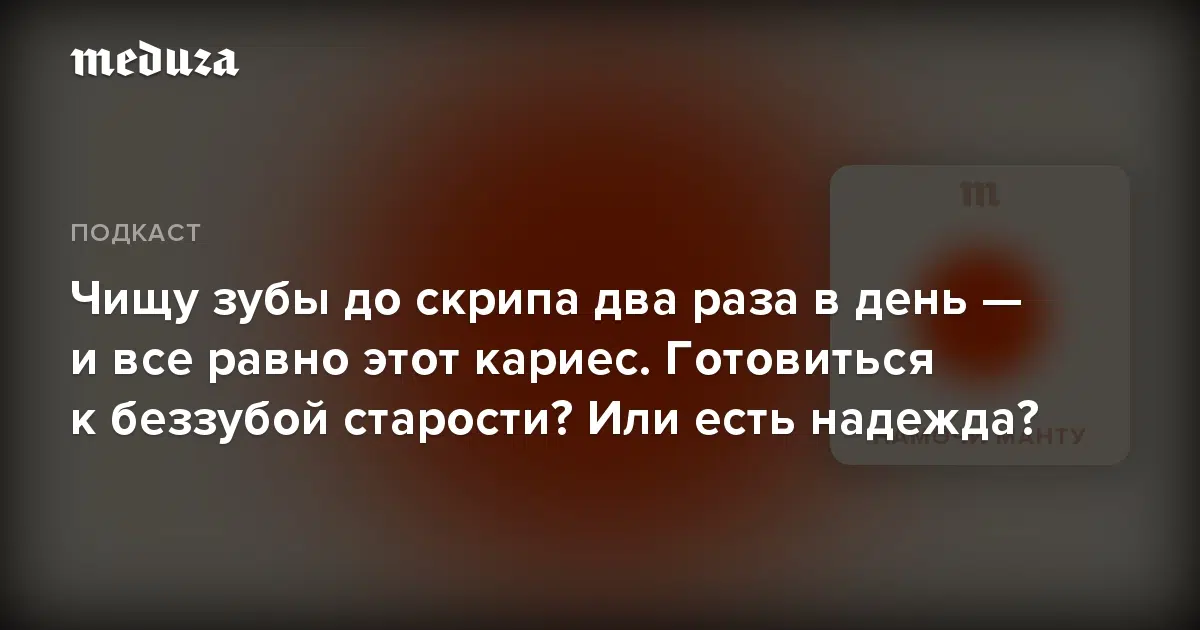 meduza
ПОДКАСТ
m
Чищу зубы до скрипа два раза в день —
и все равно этот кариес. Готовиться
к беззубой старости? Или есть надежда?
МАНТУ